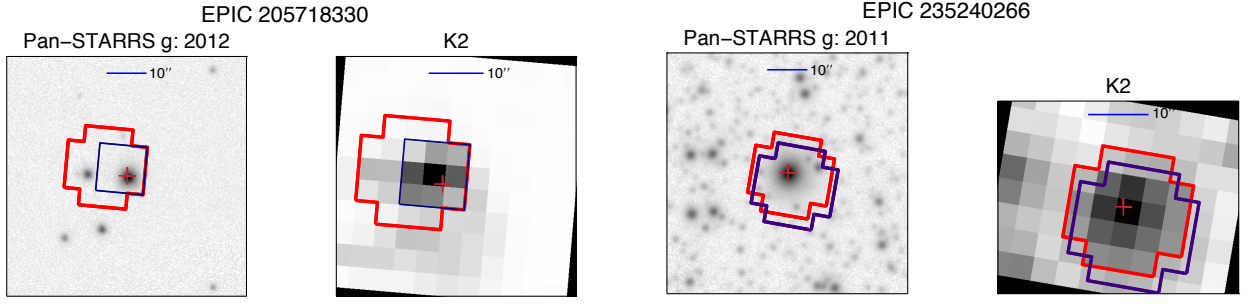 EPIC 205718330
Pan−STARRS g: 2012
K2
10′′
10′′
EPIC 235240266
Pan−STARRS g: 2011
K2
10′′
10′′